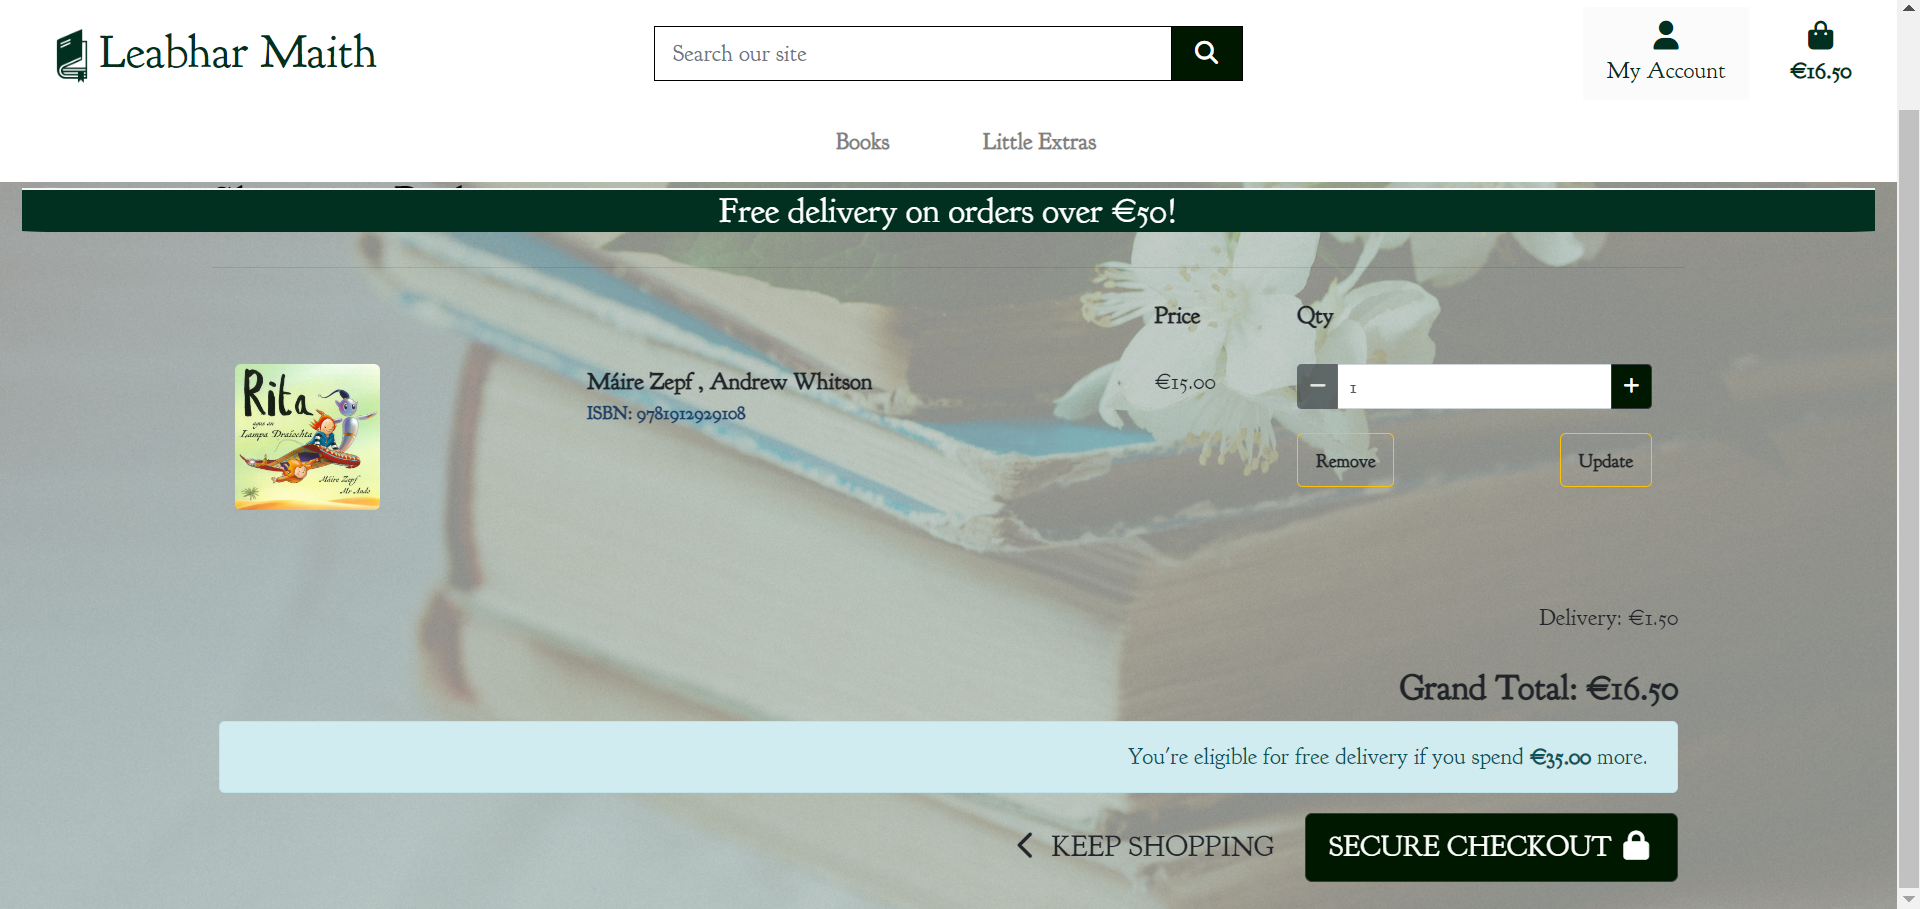 Leabhar Maith
Search our site
My Account
€16.50
Books
Little Extras
Free delivery on orders over €50!
Price
Qty
Rita
agus an
Lampa Draíochta
Máire Zepf
Mr Ando
Máire Zepf , Andrew Whitson
ISBN: 9781912929108
€15.00
1
Remove
Update
Delivery: €1.50
Grand Total: €16.50
You're eligible for free delivery if you spend €35.00 more.
KEEP SHOPPING
SECURE CHECKOUT